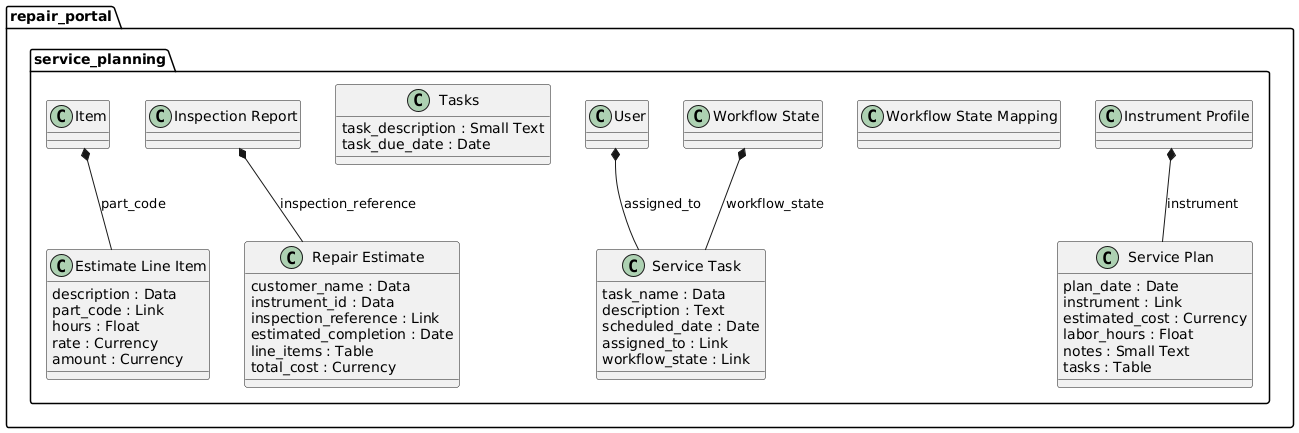 repair_portal
service_planning
C Item
C Inspection Report
C Tasks
task_description : Small Text
task_due_date : Date
C User
C Workflow State
C Workflow State Mapping
C Instrument Profile
part_code
inspection_reference
assigned_to
workflow_state
instrument
C Estimate Line Item
description : Data
part_code : Link
hours : Float
rate : Currency
amount : Currency
C Repair Estimate
customer_name : Data
instrument_id : Data
inspection_reference : Link
estimated_completion : Date
line_items : Table
total_cost : Currency
C Service Task
task_name : Data
description : Text
scheduled_date : Date
assigned_to : Link
workflow_state : Link
C Service Plan
plan_date : Date
instrument : Link
estimated_cost : Currency
labor_hours : Float
notes : Small Text
tasks : Table